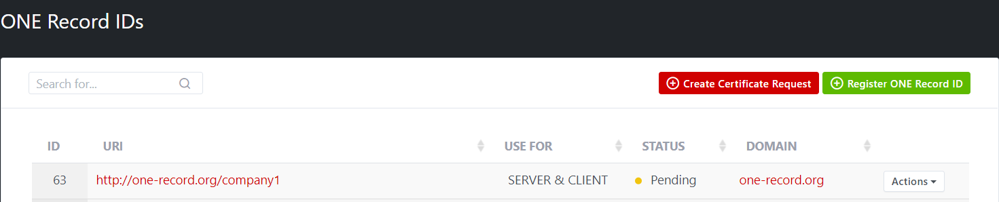 ONE Record IDs
Search for...
Create Certificate Request
Register ONE Record ID
ID URI USE FOR STATUS DOMAIN
63 http://one-record.org/company1 SERVER & CLIENT Pending one-record.org Actions